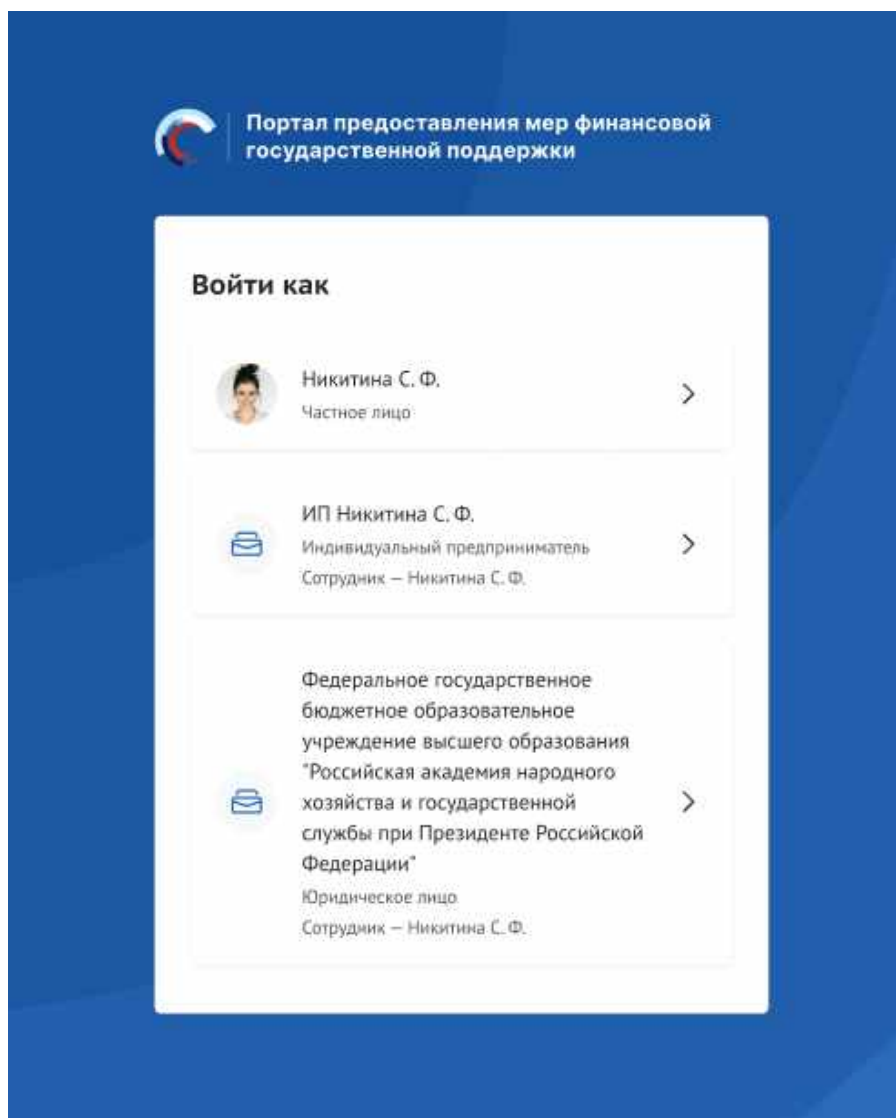 Портал предоставления мер финансовой
государственной поддержки
Войти как
Никитина С. Ф.
Частное лицо
ИП Никитина С. Ф.
Индивидуальный предприниматель
Сотрудник — Никитина С. Ф.
Федеральное государственное
бюджетное образовательное
учреждение высшего образования
"Российская академия народного
хозяйства и государственной
службы при Президенте Российской
Федерации"
Юридическое лицо
Сотрудник — Никитина С. Ф.